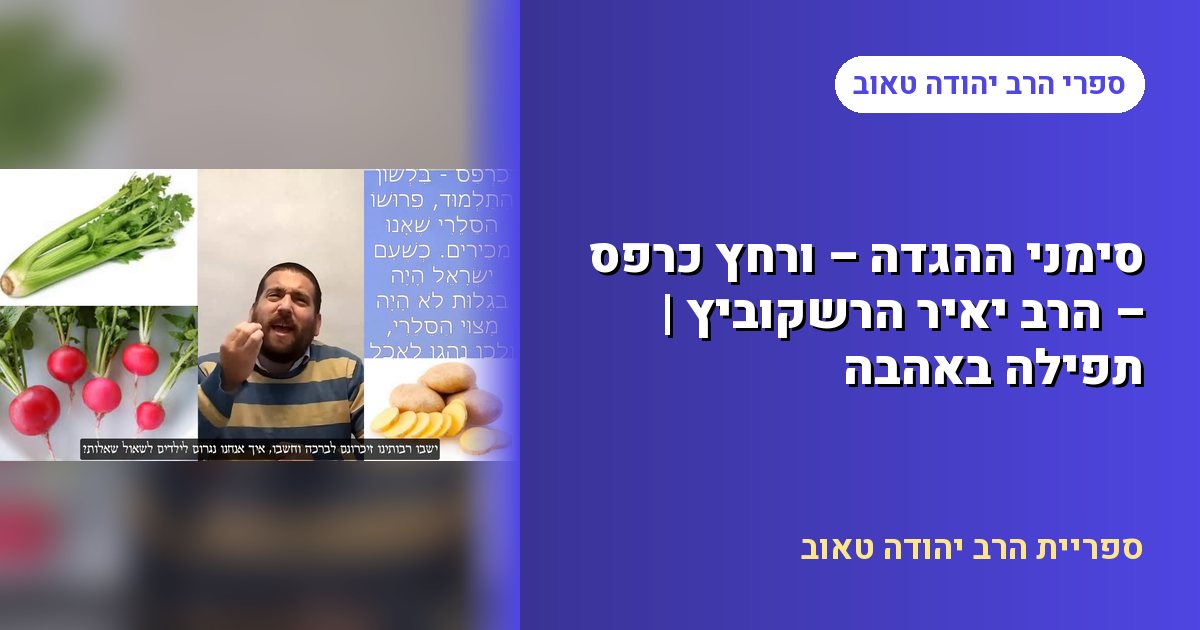 ספרי הרב יהודה טאוב
סימני ההגדה – ורחץ כרפס
– הרב יאיר הרשקוביץ |
תפילה באהבה
ספריית הרב יהודה טאוב
כרפס - בלשון
התלמוד, פרושו
הסלרי שאנו
מכירים. כשעם
ישראל היה
בגלות לא היה
מצוי הסלרי,
ולכן נהגו לאכל
ישבו רבותינו זיכרונם לברכה וחשבו, איך אנחנו נגרום לילדים לשאול שאלות?